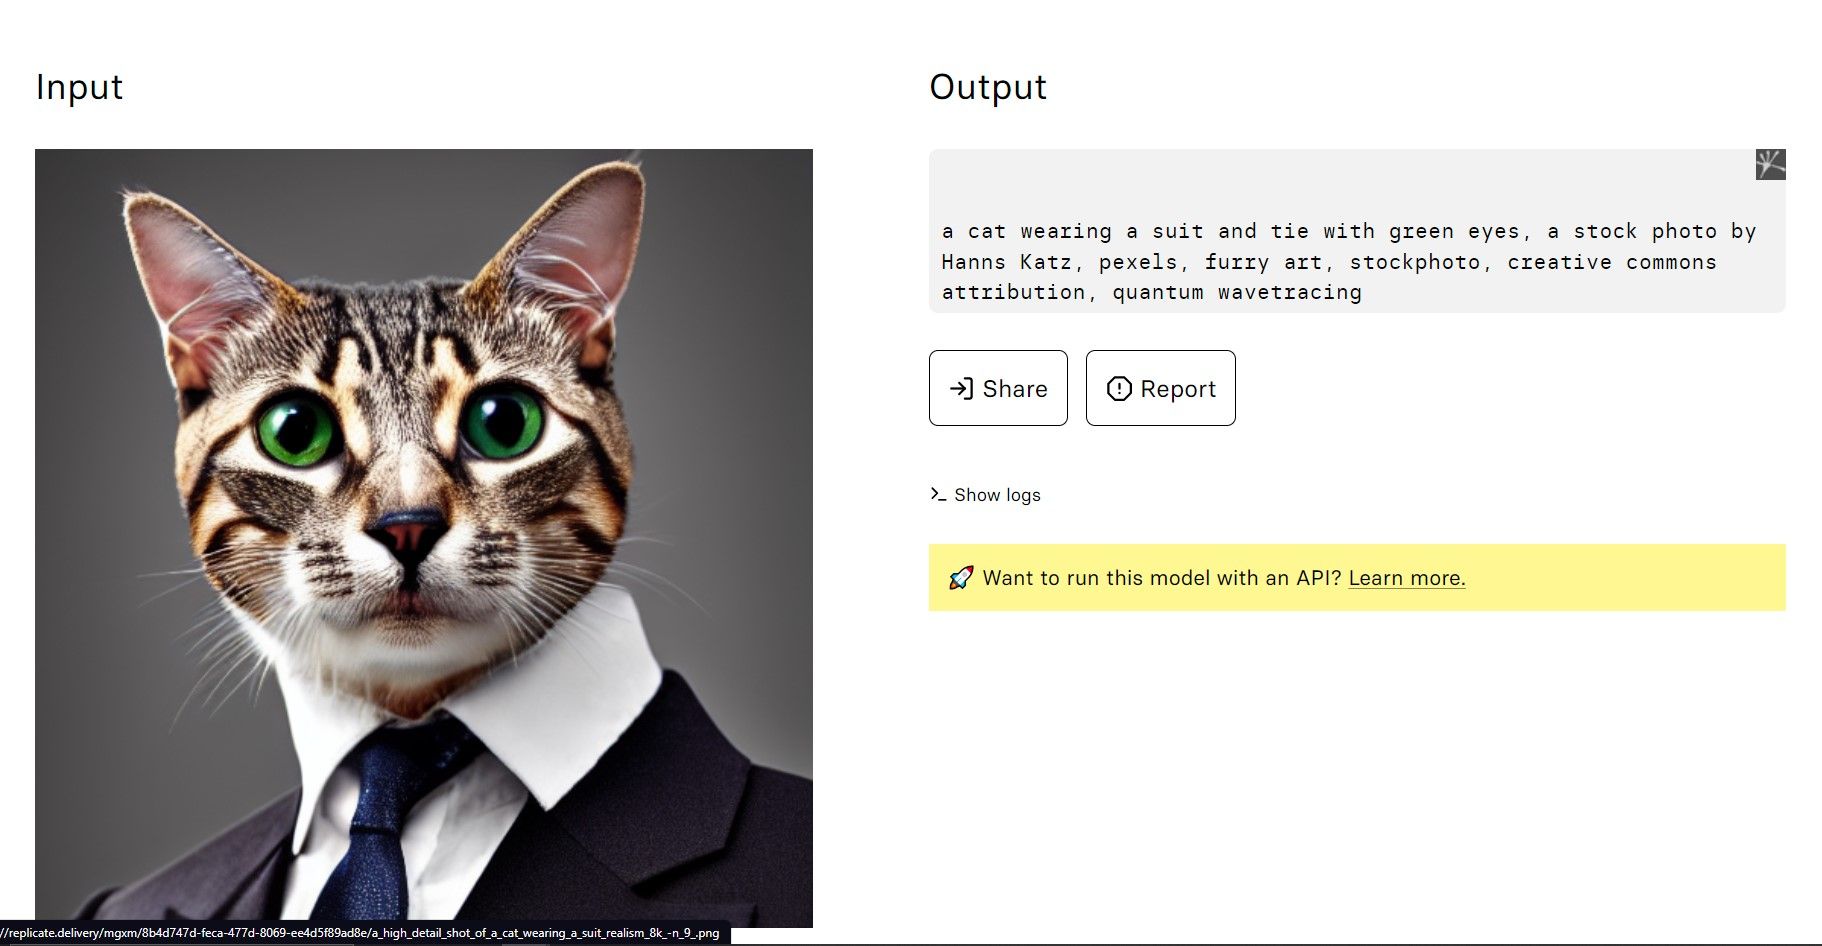 Input
Output
a cat wearing a suit and tie with green eyes, a stock photo by
Hanns Katz, pexels, furry art, stockphoto, creative commons
attribution, quantum wavetracing
Share
Report
Show logs
Want to run this model with an API? Learn more.
//replicate.delivery/mgxm/8b4d747d-feca-477d-8069-ee4d5f89ad8e/a_high_detail_shot_of_a_cat_wearing_a_suit_realism_8k_-n_9_.png